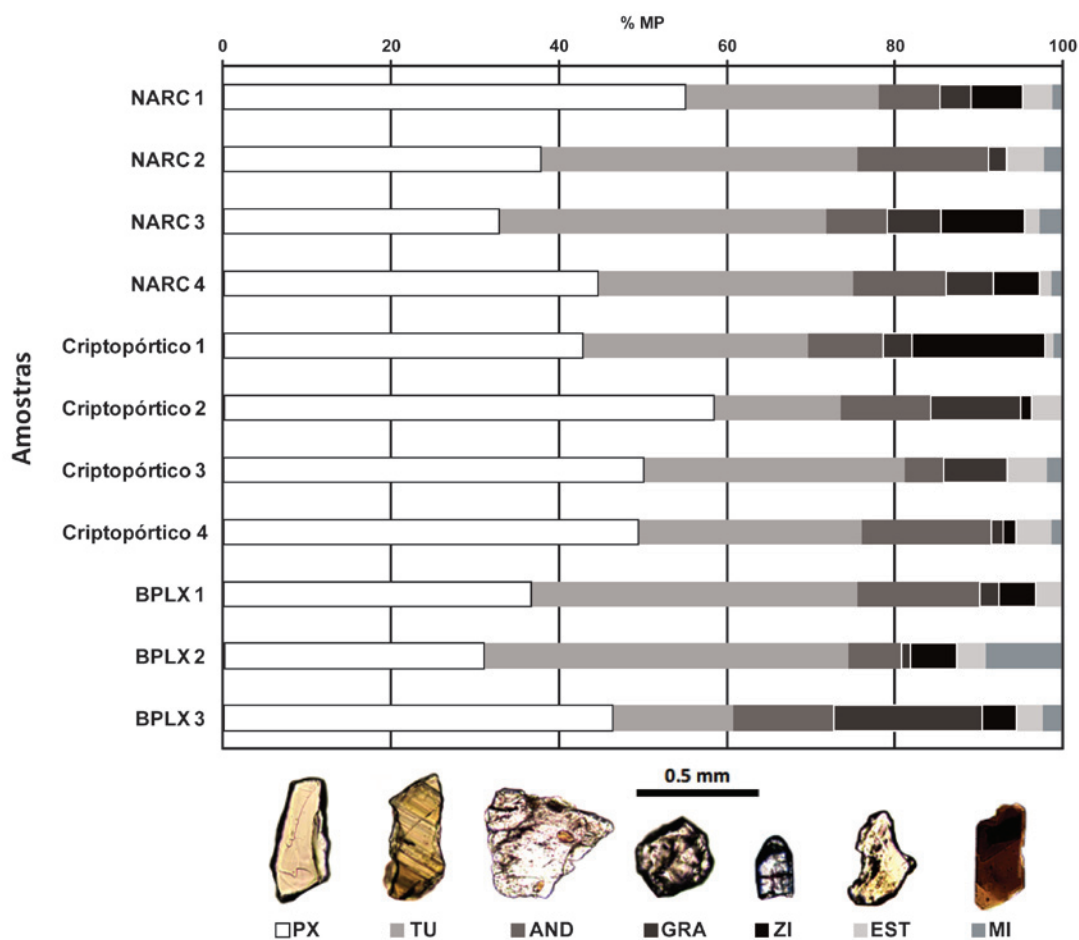 % MP
0 20 40 60 80 100
Amostras
NARC 1
NARC 2
NARC 3
NARC 4
Criptopórtico 1
Criptopórtico 2
Criptopórtico 3
Criptopórtico 4
BPLX 1
BPLX 2
BPLX 3
0.5 mm
PX TU AND GRA ZI EST MI